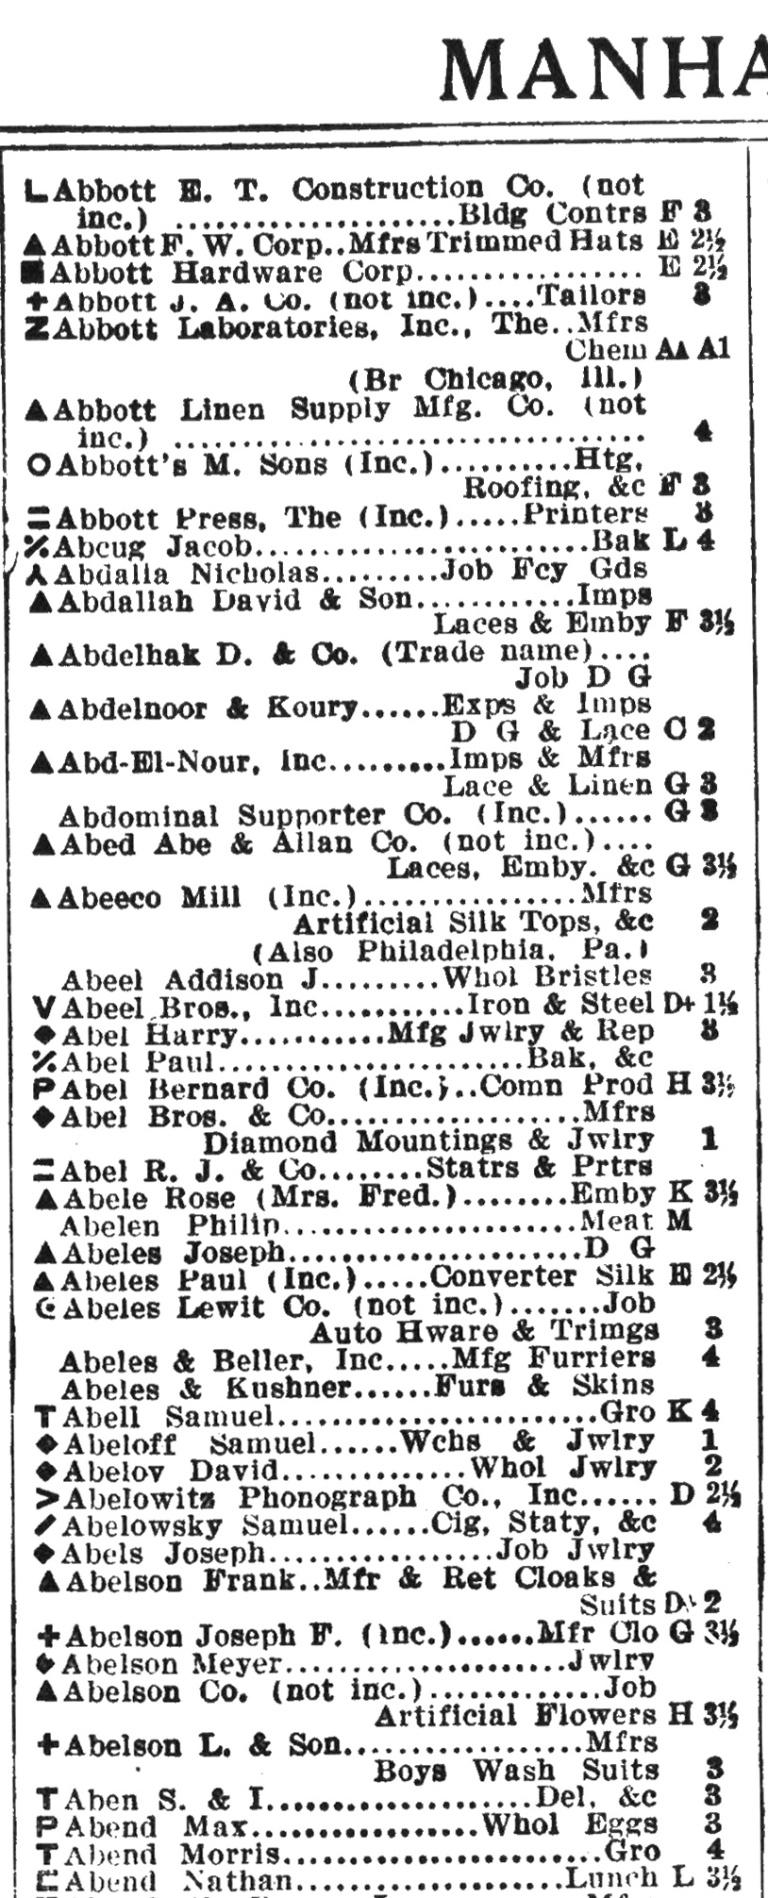 MANHA
L Abbott E. T. Construction Co. (not
inc.) ......................Bldg Contrs F 3
▲ Abbott F. W. Corp..Mfrs Trimmed Hats E 2½
■ Abbott Hardware Corp................. E 2½
+ Abbott J. A. Co. (not inc.)....Tailors 3
Z Abbott Laboratories, Inc., The..Mfrs
Chem AA A1
(Br Chicago, Ill.)
▲ Abbott Linen Supply Mfg. Co. (not
inc.) .................................... 4
O Abbott's M. Sons (Inc.)..........Htg,
Roofing, &c F 3
= Abbott Press, The (Inc.).....Printers 3
⁒ Abcug Jacob..........................Bak L 4
⅄ Abdalla Nicholas.........Job Fcy Gds
▲ Abdallah David & Son............Imps
Laces & Emby F 3½
▲ Abdelhak D. & Co. (Trade name)....
Job D G
▲ Abdelnoor & Koury......Exps & Imps
D G & Lace C 2
▲ Abd-El-Nour, Inc.........Imps & Mfrs
Lace & Linen G 3
Abdominal Supporter Co. (Inc.)...... G 3
▲ Abed Abe & Allan Co. (not inc.)....
Laces, Emby. &c G 3½
▲ Abeeco Mill (Inc.).................Mfrs
Artificial Silk Tops, &c 2
(Also Philadelphia, Pa.)
Abeel Addison J.........Whol Bristles 3
V Abeel Bros., Inc...........Iron & Steel D+ 1½
◆ Abel Harry...........Mfg Jwlry & Rep 3
⁒ Abel Paul.......................Bak, &c
P Abel Bernard Co. (Inc.)..Comn Prod H 3½
◆ Abel Bros. & Co...................Mfrs
Diamond Mountings & Jwlry 1
= Abel R. J. & Co........Statrs & Prtrs
▲ Abele Rose (Mrs. Fred.)........Emby K 3½
Abelen Philip......................Meat M
▲ Abeles Joseph......................D G
▲ Abeles Paul (Inc.).....Converter Silk E 2½
☪ Abeles Lewit Co. (not inc.).......Job
Auto Hware & Trimgs 3
Abeles & Beller, Inc.....Mfg Furriers 4
Abeles & Kushner......Furs & Skins
T Abell Samuel........................Gro K 4
◆ Abeloff Samuel......Wchs & Jwlry 1
◆ Abelov David..............Whol Jwlry 2
> Abelowitz Phonograph Co., Inc...... D 2½
/ Abelowsky Samuel......Cig, Staty, &c 4
◆ Abels Joseph.................Job Jwlry
▲ Abelson Frank..Mfr & Ret Cloaks &
Suits D+ 2
+ Abelson Joseph F. (Inc.)......Mfr Clo G 3½
◆ Abelson Meyer.....................Jwlry
▲ Abelson Co. (not inc.).............Job
Artificial Flowers H 3½
+ Abelson L. & Son..................Mfrs
Boys Wash Suits 3
T Aben S. & I.....................Del, &c 3
P Abend Max.................Whol Eggs 3
T Abend Morris........................Gro 4
⊏ Abend Nathan..................Lunch L 3½